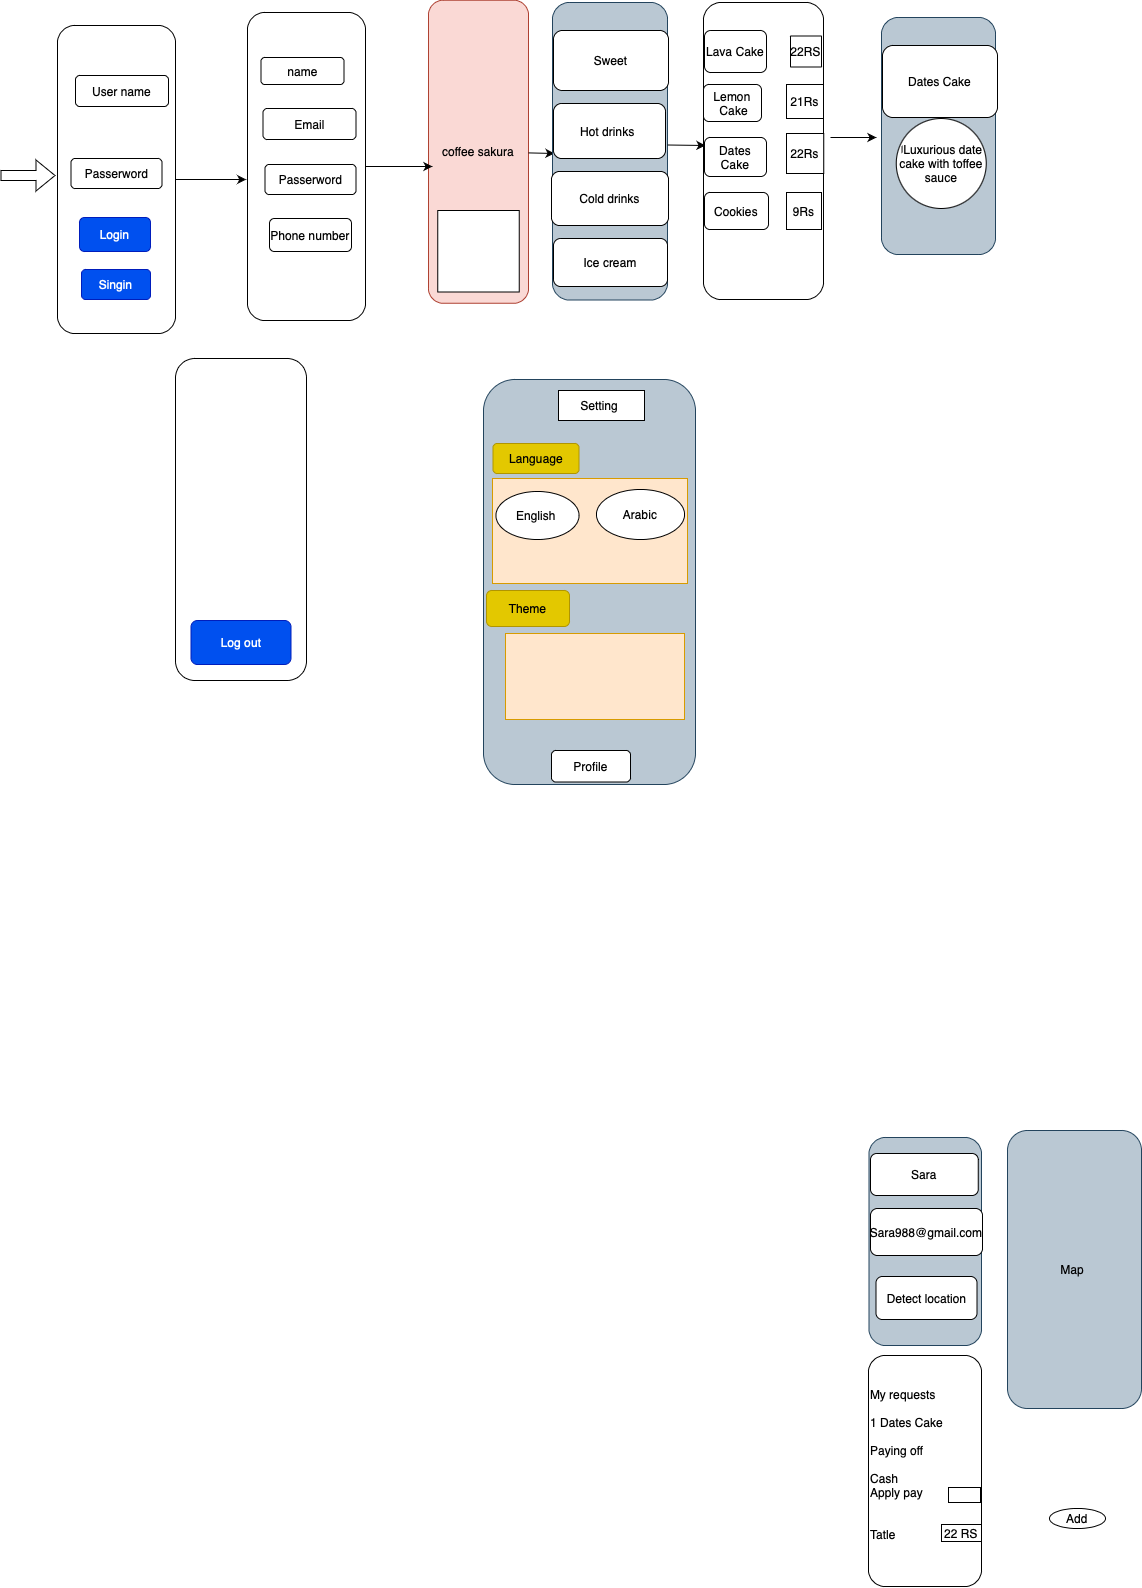 User name
Passerword
Login
Singin
name
Email
Passerword
Phone number
coffee sakura
Sweet
Hot drinks
Cold drinks
Ice cream
Lava Cake
22RS
Lemon
Cake
21Rs
Dates
Cake
22Rs
Cookies
9Rs
Dates Cake
Luxurious date
cake with toffee
sauce
Log out
Setting
Language
English
Arabic
Theme
Profile
Sara
Sara988@gmail.com
Detect location
Map
My requests
1 Dates Cake
Paying off
Cash
Apply pay
Tatle
22 RS
Add